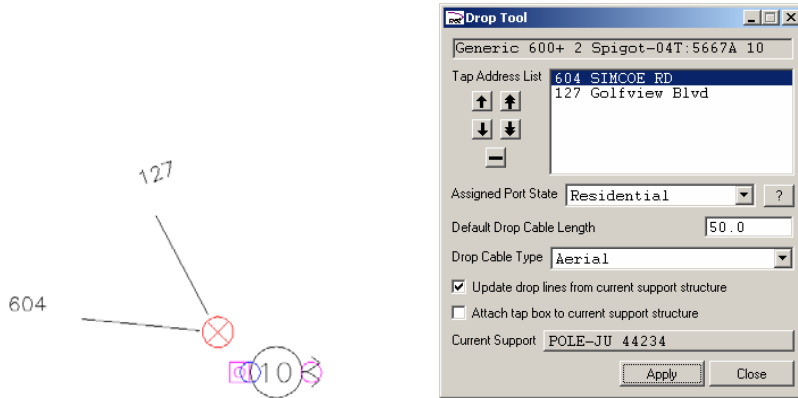 127
604
10
Drop Tool
Generic 600+ 2 Spigot-04T:5667A 10
Tap Address List
604 SIMCOE RD
127 Golfview Blvd
Assigned Port State Residential ?
Default Drop Cable Length 50.0
Drop Cable Type Aerial
Update drop lines from current support structure
Attach tap box to current support structure
Current Support POLE-JU 44234
Apply Close